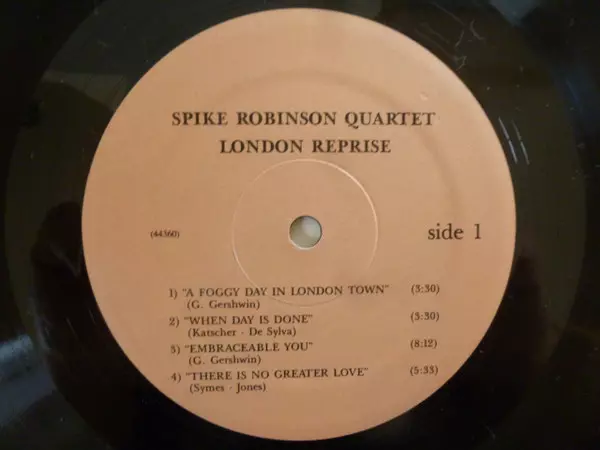 SPIKE ROBINSON QUARTET
LONDON REPRISE
(44360) side 1
1) "A FOGGY DAY IN LONDON TOWN" (3:30)
(G. Gershwin)
2) "WHEN DAY IS DONE" (3:30)
(Katscher - De Sylva)
3) "EMBRACEABLE YOU" (8:12)
(G. Gershwin)
4) "THERE IS NO GREATER LOVE" (5:33)
(Symes - Jones)